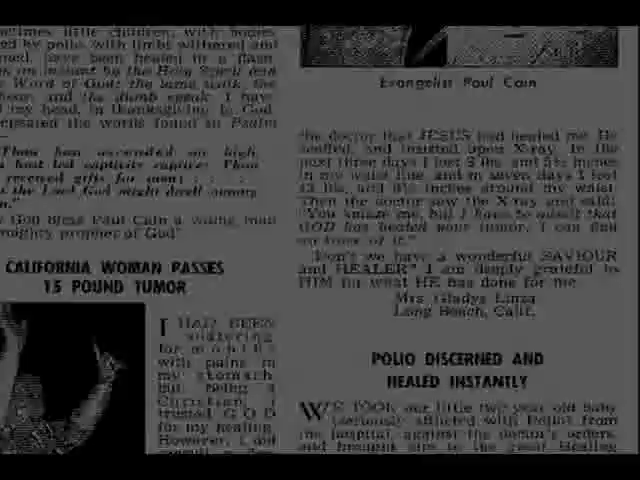 little children, with bodies
by polio, with limbs withered and
have been healed in a flash
by the Holy Spirit
Word of God: the lame walk, the
and the dumb speak. I have
my head, in thanksgiving to God,
repeated the words found in Psalm
Thou hast ascended on high,
hast led captivity captive: Thou
received gifts for men: . . .
the Lord God might dwell among
God bless Paul Cain a young man
mighty prophet of God"
CALIFORNIA WOMAN PASSES
15 POUND TUMOR
I HAD BEEN
suffering
for months
with pains in
my stomach
but being a
Christian I
trusted GOD
for my healing.
However, I did
Evangelist Paul Cain
the doctor that JESUS had healed me. He
and insisted upon X-ray. In the
next three days I lost 8 lbs. and 5½ inches
in my waist line, and in seven days I lost
lbs. and inches around my waist.
Then the doctor saw the X-ray and said:
"You amaze me, but I have to admit that
GOD has healed your tumor. I can find
no trace of it."
Don't we have a wonderful SAVIOUR
and HEALER? I am deeply grateful to
HIM for what HE has done for me.
Mrs. Gladys
Long Beach, Calif.
POLIO DISCERNED AND
HEALED INSTANTLY
WE TOOK our little two year old baby
(seriously afflicted with Polio) from
the hospital, against the doctor's orders,
and brought to the Great Healing